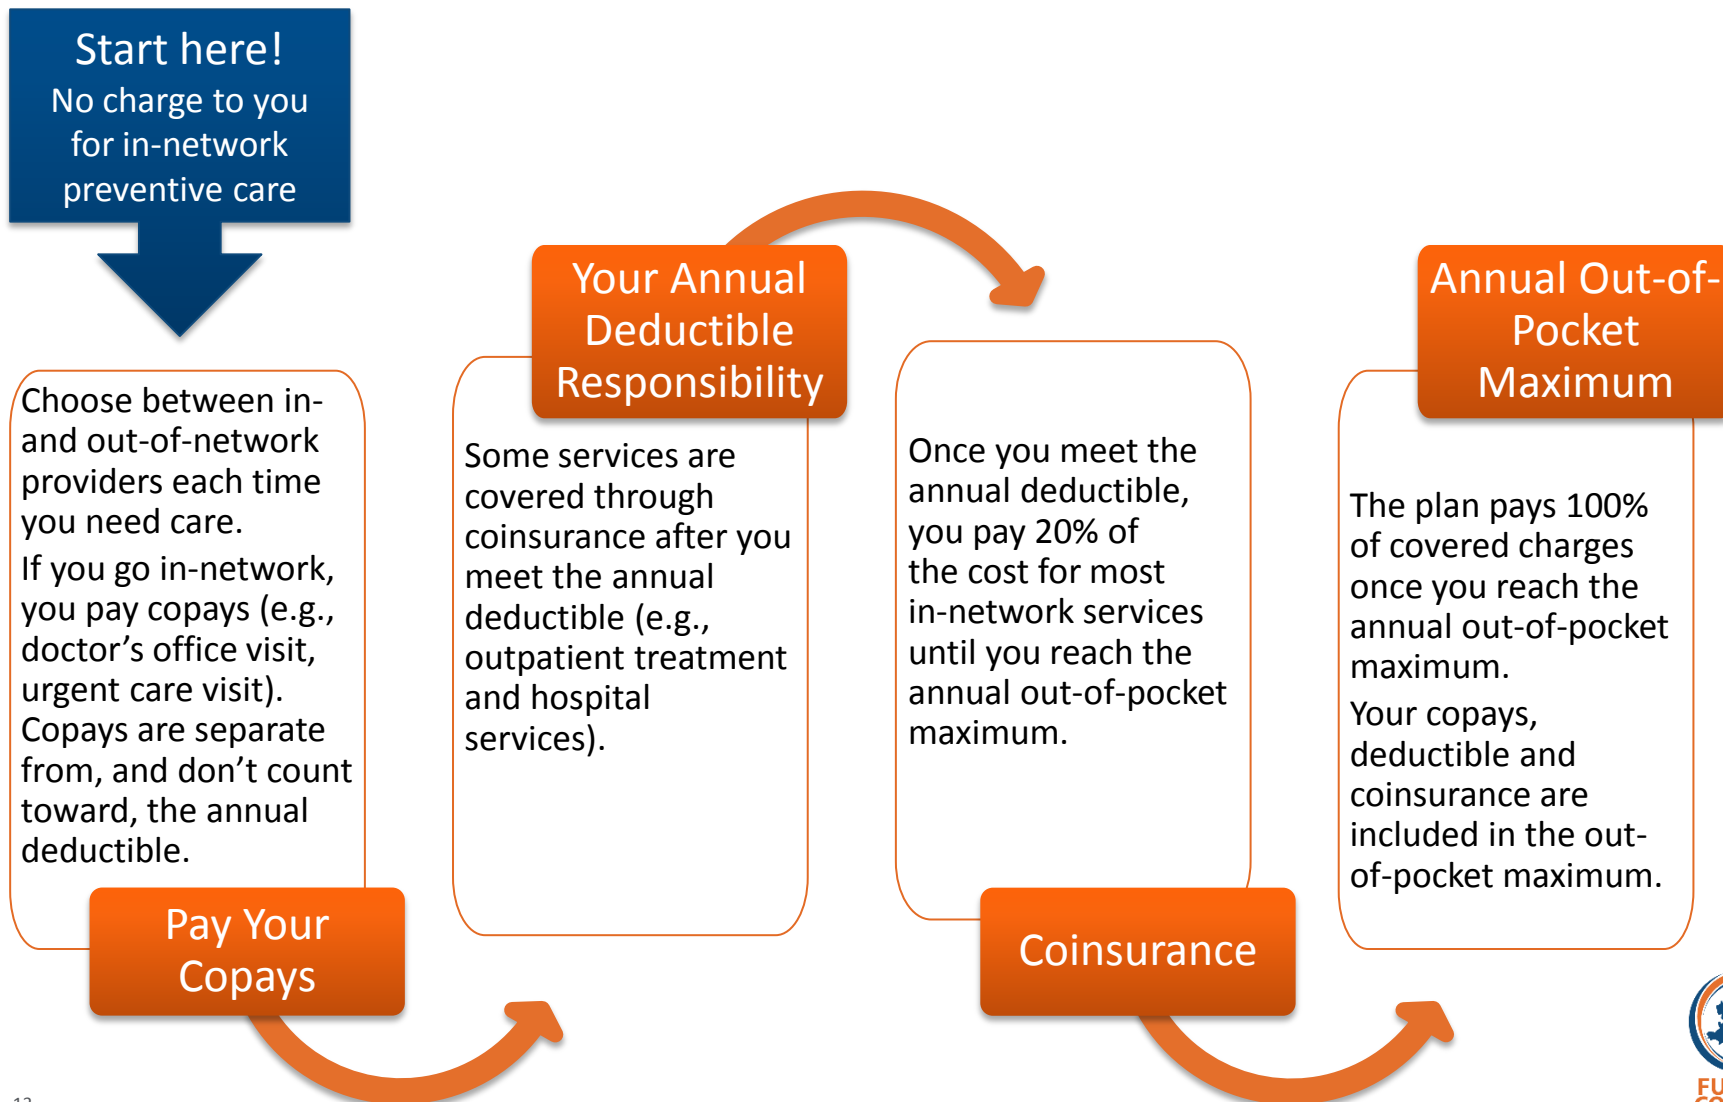 Start here!
No charge to you
for in-network
preventive care
Choose between in-
and out-of-network
providers each time
you need care.
If you go in-network,
you pay copays (e.g.,
doctor’s office visit,
urgent care visit).
Copays are separate
from, and don’t count
toward, the annual
deductible.
Pay Your
Copays
Your Annual
Deductible
Responsibility
Some services are
covered through
coinsurance after you
meet the annual
deductible (e.g.,
outpatient treatment
and hospital
services).
Once you meet the
annual deductible,
you pay 20% of
the cost for most
in-network services
until you reach the
annual out-of-pocket
maximum.
Coinsurance
Annual Out-of-
Pocket
Maximum
The plan pays 100%
of covered charges
once you reach the
annual out-of-pocket
maximum.
Your copays,
deductible and
coinsurance are
included in the out-
of-pocket maximum.